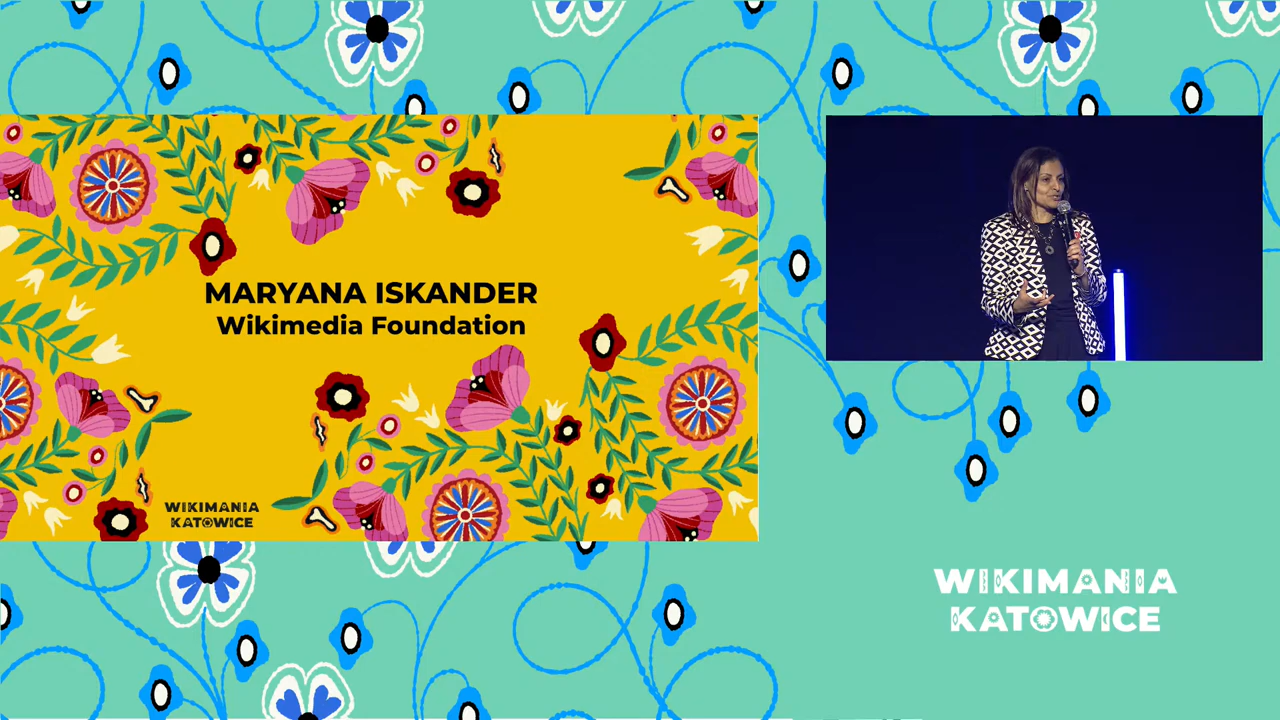 MARYANA ISKANDER
Wikimedia Foundation
WIKIMANIA
KATOWICE
WIKIMANIA
KATOWICE